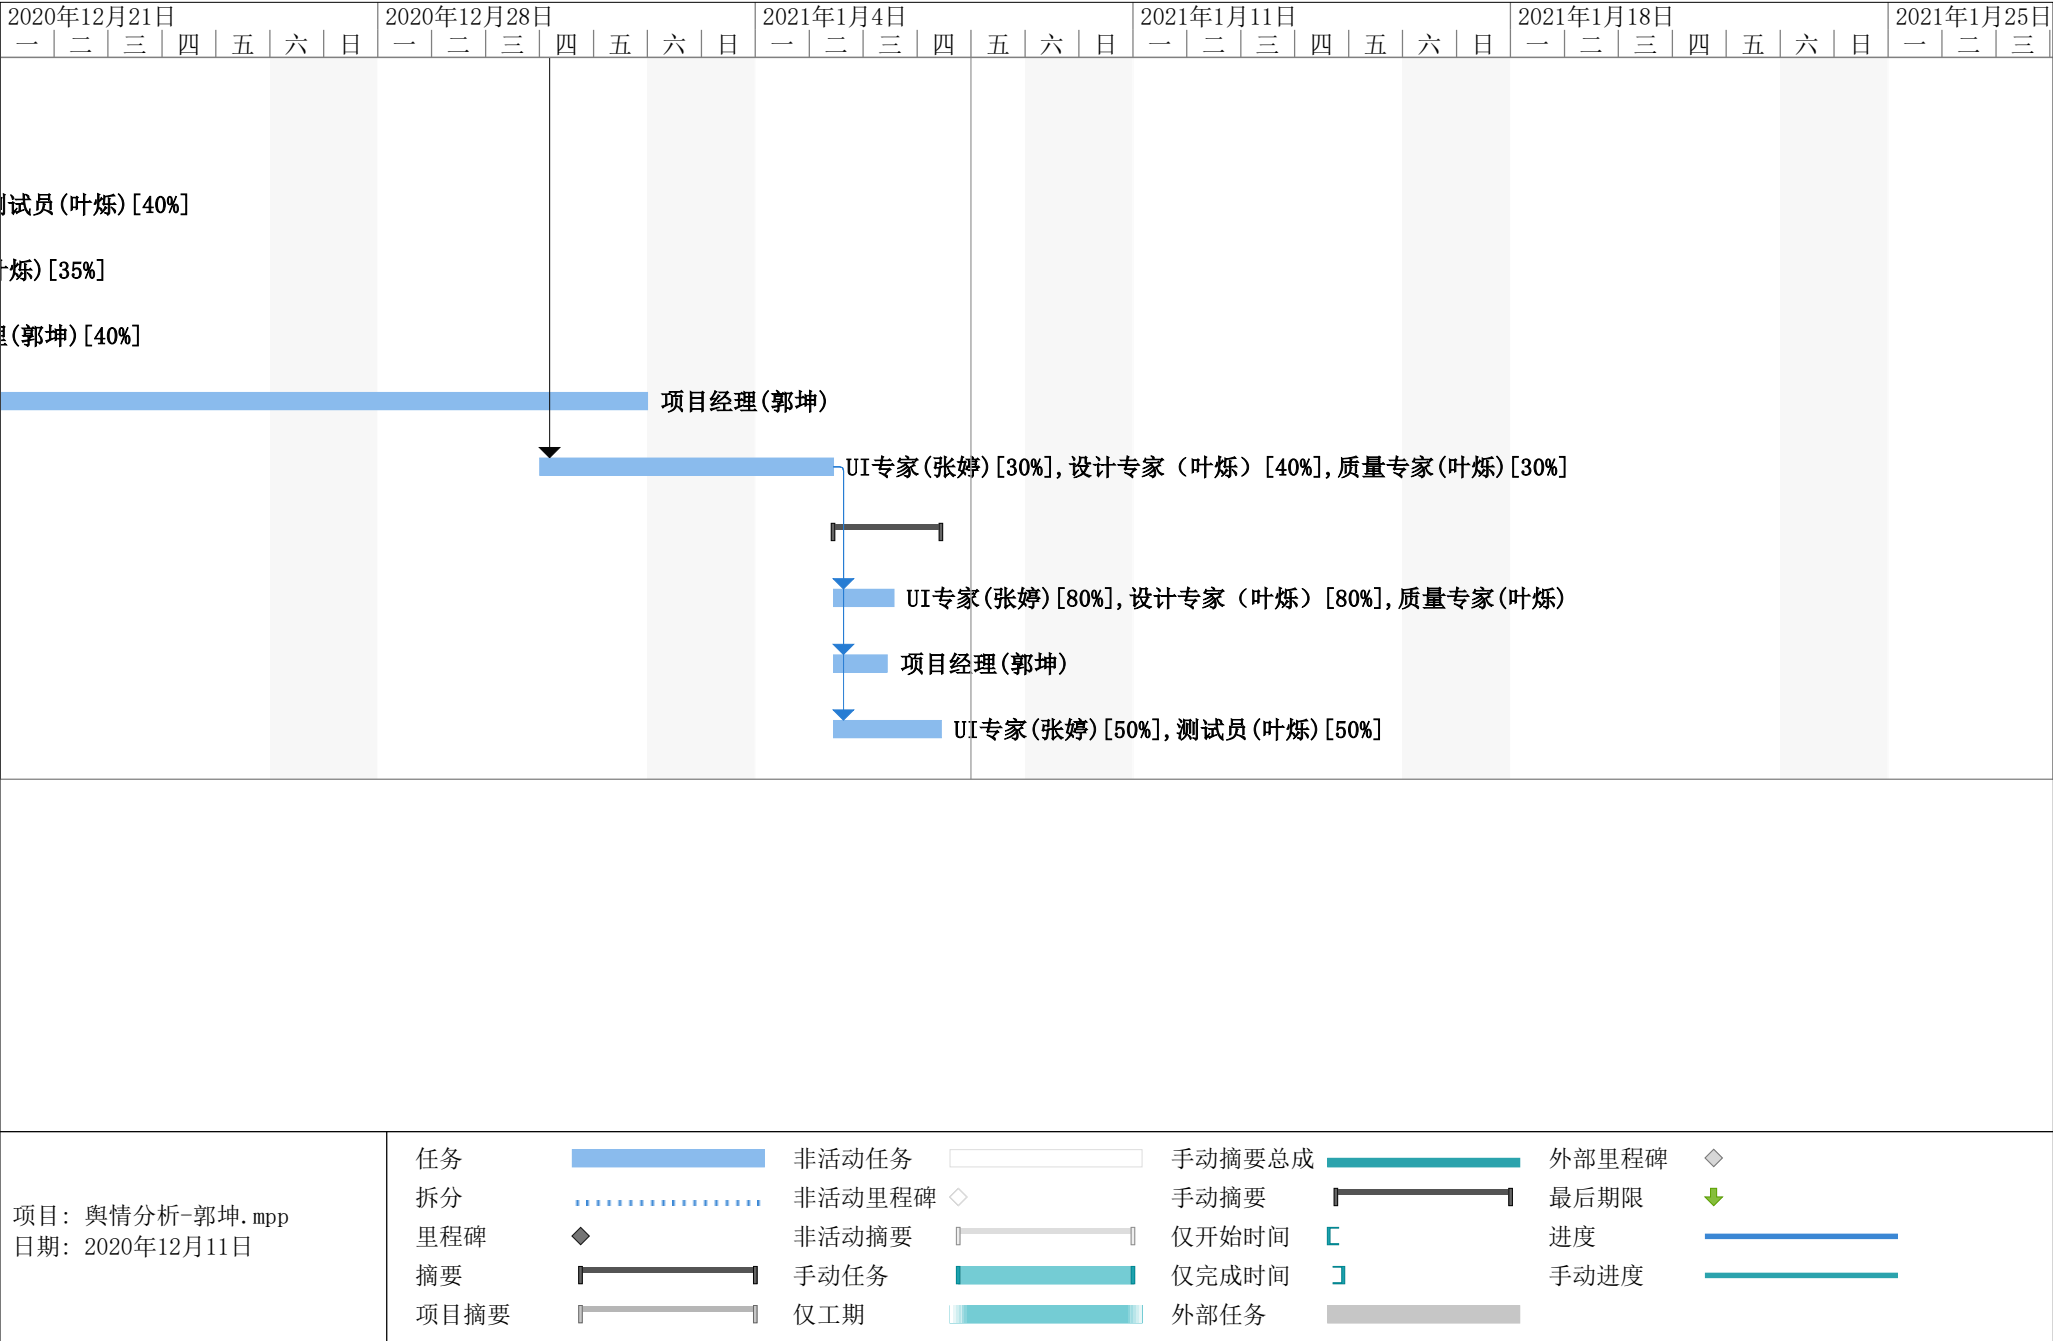 2020年12月21日 2020年12月28日 2021年1月4日 2021年1月11日 2021年1月18日 2021年1月25日
一 二 三 四 五 六 日 一 二 三 四 五 六 日 一 二 三 四 五 六 日 一 二 三 四 五 六 日 一 二 三 四 五 六 日 一 二 三
测试员(叶烁)[40%]
叶烁)[35%]
理(郭坤)[40%]
项目经理(郭坤)
UI专家(张婷)[30%],设计专家（叶烁）[40%],质量专家(叶烁)[30%]
UI专家(张婷)[80%],设计专家（叶烁）[80%],质量专家(叶烁)
项目经理(郭坤)
UI专家(张婷)[50%],测试员(叶烁)[50%]
项目: 舆情分析-郭坤.mpp
日期: 2020年12月11日
任务
拆分
里程碑
摘要
项目摘要
非活动任务
非活动里程碑
非活动摘要
手动任务
仅工期
手动摘要总成
手动摘要
仅开始时间
仅完成时间
外部任务
外部里程碑
最后期限
进度
手动进度